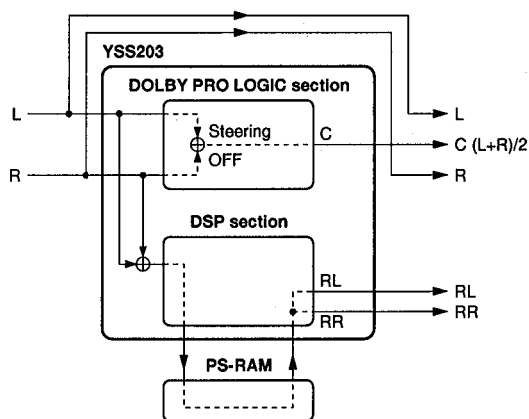 YSS203
DOLBY PRO LOGIC section
L
Steering
C
L
C (L+R)/2
R
OFF
R
DSP section
RL
RL
RR
RR
PS-RAM